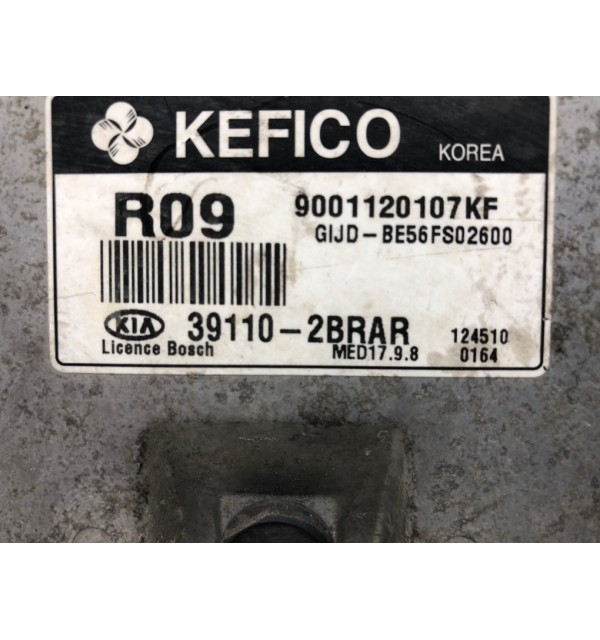 KEFICO KOREA
R09 9001120107KF
GIJD-BE56FS02600
KIA 39110-2BRAR 124510
Licence Bosch MED17.9.8 0164